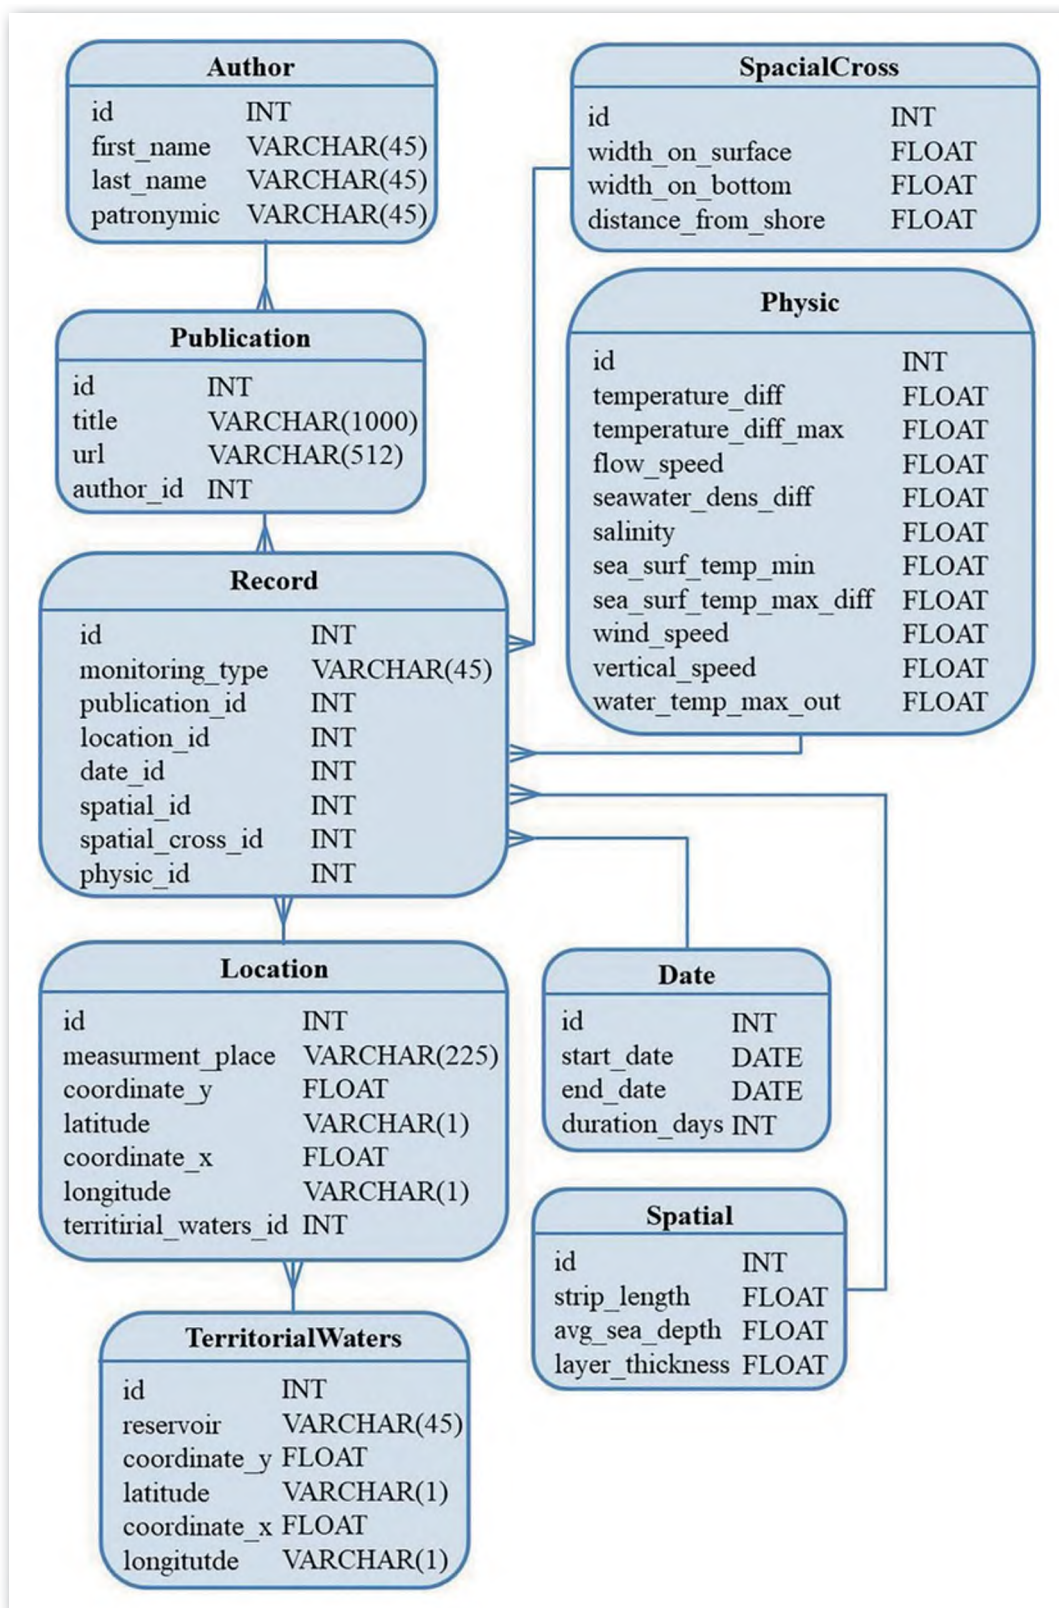 Author
id INT
first_name VARCHAR(45)
last_name VARCHAR(45)
patronymic VARCHAR(45)
Publication
id INT
title VARCHAR(1000)
url VARCHAR(512)
author_id INT
Record
id INT
monitoring_type VARCHAR(45)
publication_id INT
location_id INT
date_id INT
spatial_id INT
spatial_cross_id INT
physic_id INT
Location
id INT
measurment_place VARCHAR(225)
coordinate_y FLOAT
latitude VARCHAR(1)
coordinate_x FLOAT
longitude VARCHAR(1)
territirial_waters_id INT
TerritorialWaters
id INT
reservoir VARCHAR(45)
coordinate_y FLOAT
latitude VARCHAR(1)
coordinate_x FLOAT
longitutde VARCHAR(1)
SpacialCross
id INT
width_on_surface FLOAT
width_on_bottom FLOAT
distance_from_shore FLOAT
Physic
id INT
temperature_diff FLOAT
temperature_diff_max FLOAT
flow_speed FLOAT
seawater_dens_diff FLOAT
salinity FLOAT
sea_surf_temp_min FLOAT
sea_surf_temp_max_diff FLOAT
wind_speed FLOAT
vertical_speed FLOAT
water_temp_max_out FLOAT
Date
id INT
start_date DATE
end_date DATE
duration_days INT
Spatial
id INT
strip_length FLOAT
avg_sea_depth FLOAT
layer_thickness FLOAT